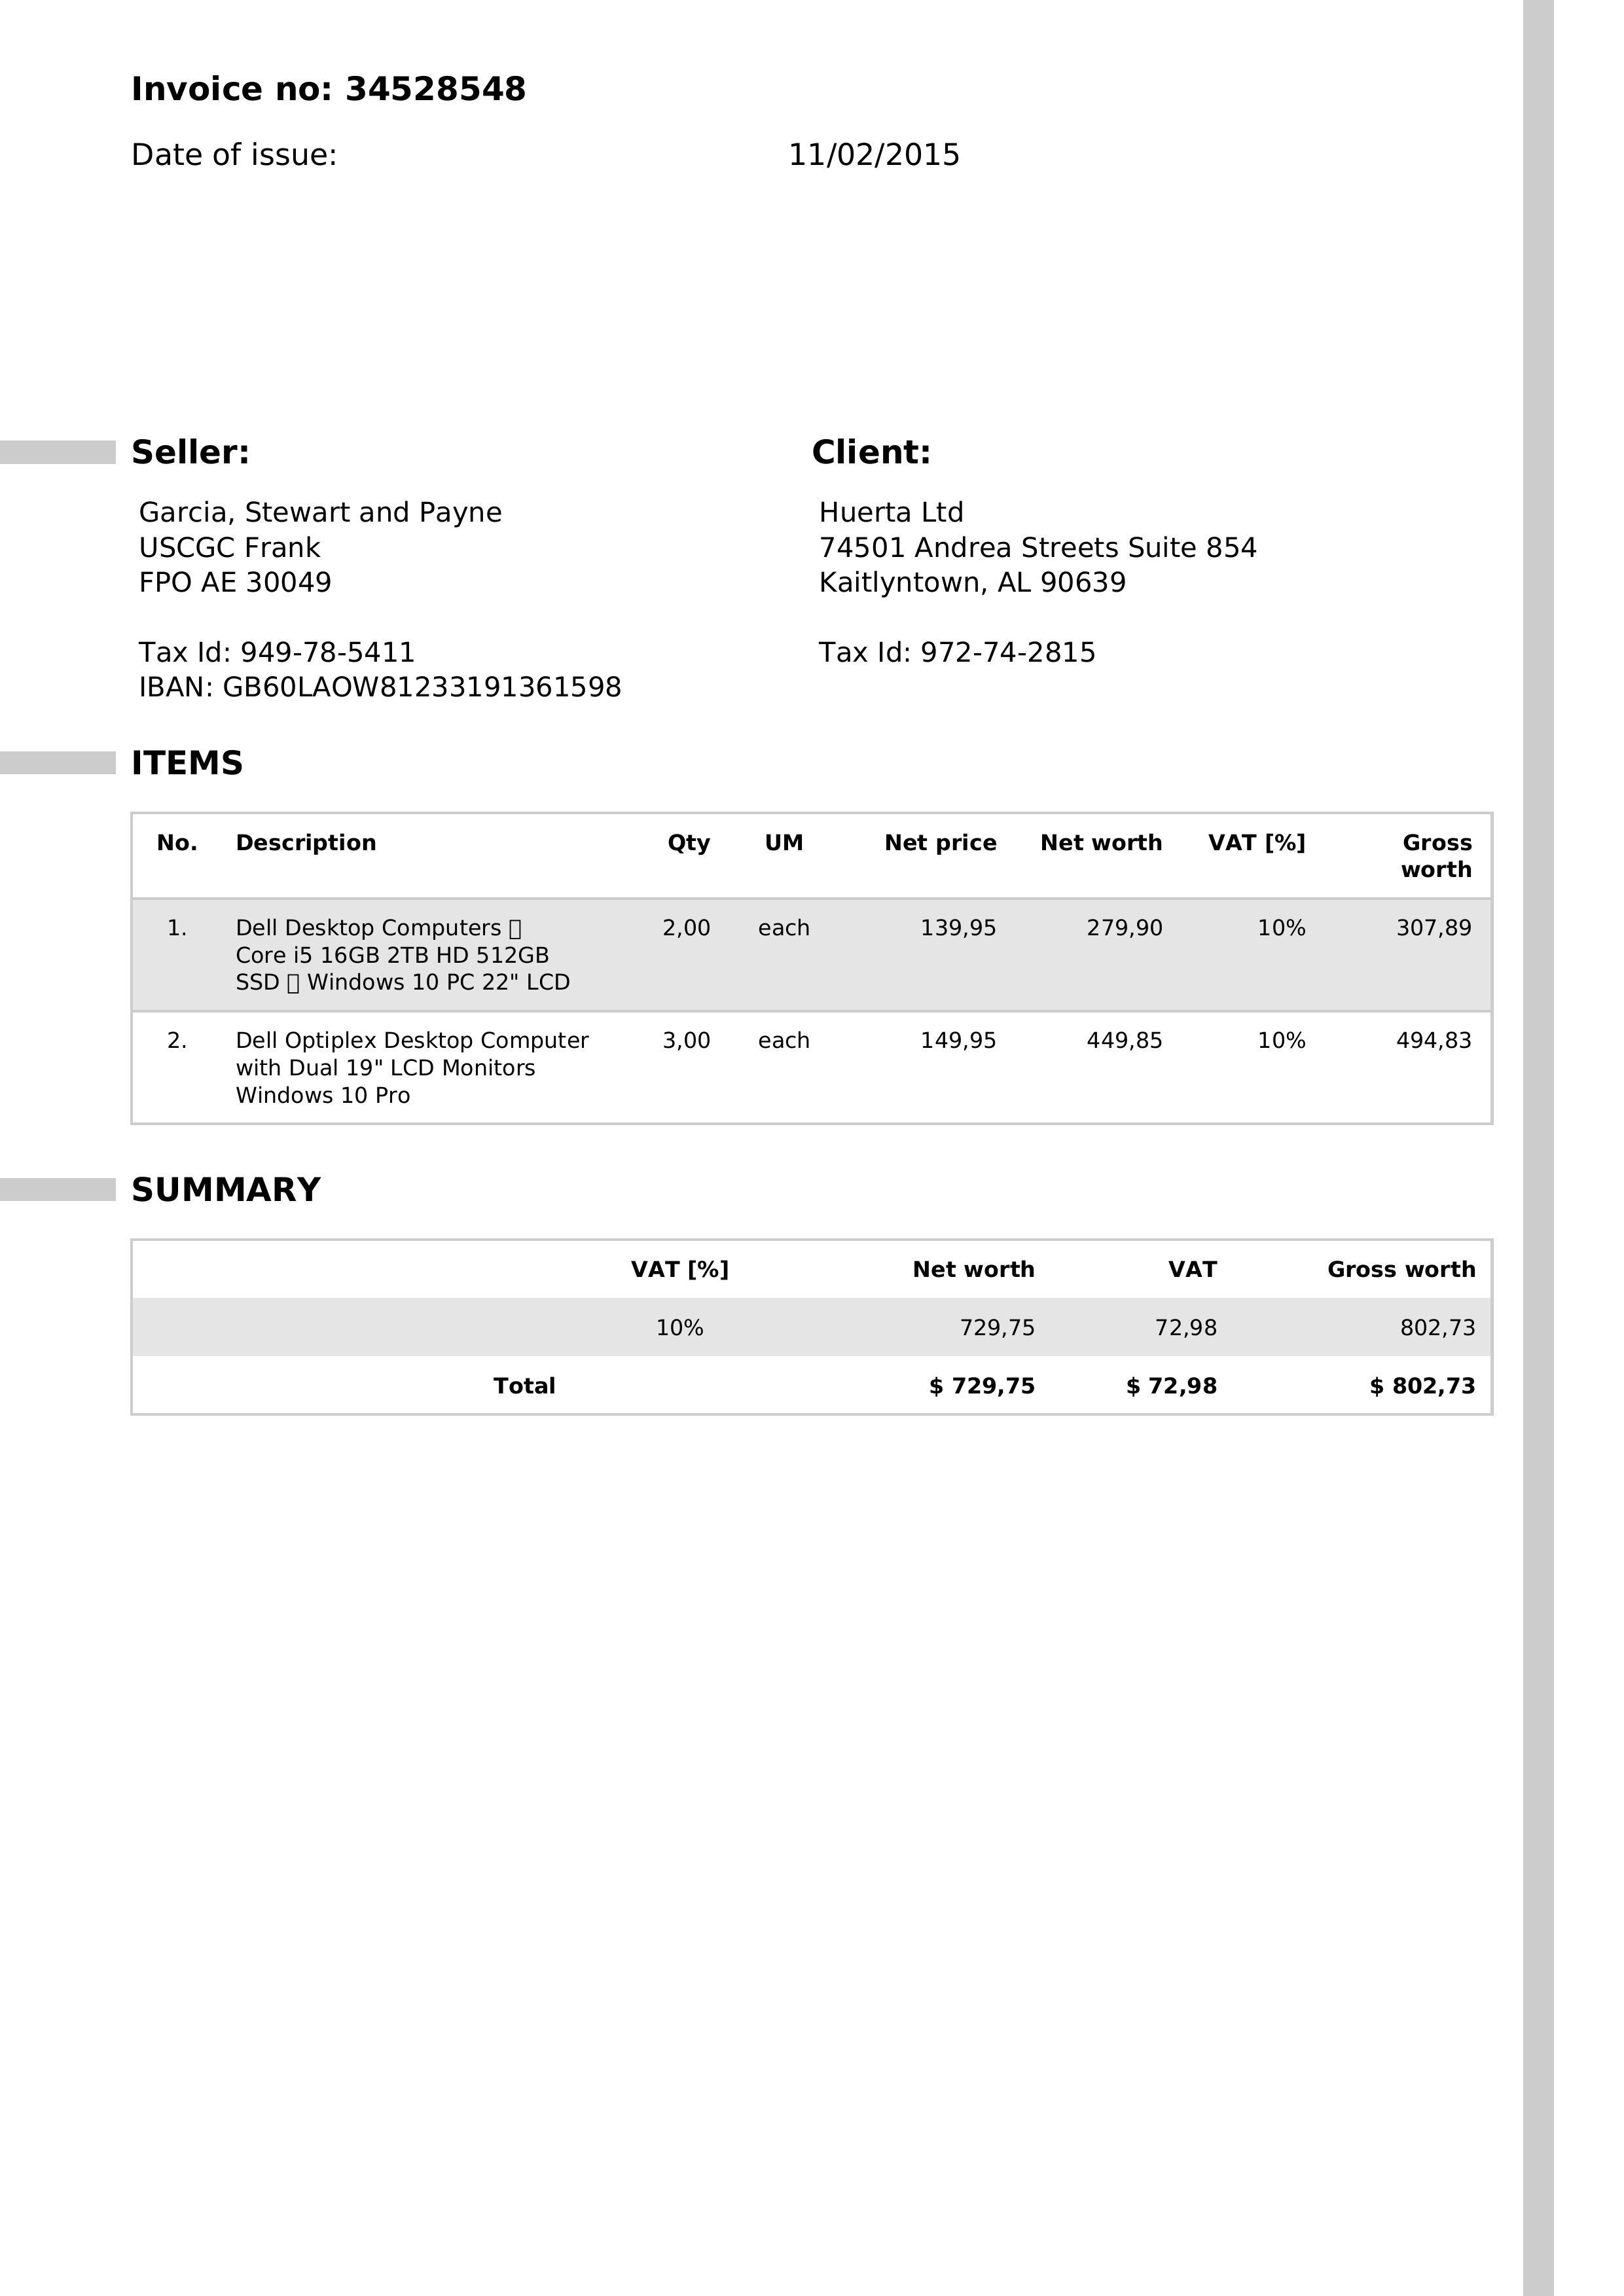 Invoice no: 34528548
Date of issue: 11/02/2015
Seller: Client:
Garcia, Stewart and Payne
USCGC Frank
FPO AE 30049
Tax Id: 949-78-5411
IBAN: GB60LAOW81233191361598
Huerta Ltd
74501 Andrea Streets Suite 854
Kaitlyntown, AL 90639
Tax Id: 972-74-2815
ITEMS
No. Description Qty UM Net price Net worth VAT [%] Gross worth
1. Dell Desktop Computers ▯ 2,00 each 139,95 279,90 10% 307,89
Core i5 16GB 2TB HD 512GB
SSD ▯ Windows 10 PC 22" LCD
2. Dell Optiplex Desktop Computer 3,00 each 149,95 449,85 10% 494,83
with Dual 19" LCD Monitors
Windows 10 Pro
SUMMARY
VAT [%] Net worth VAT Gross worth
10% 729,75 72,98 802,73
Total $ 729,75 $ 72,98 $ 802,73